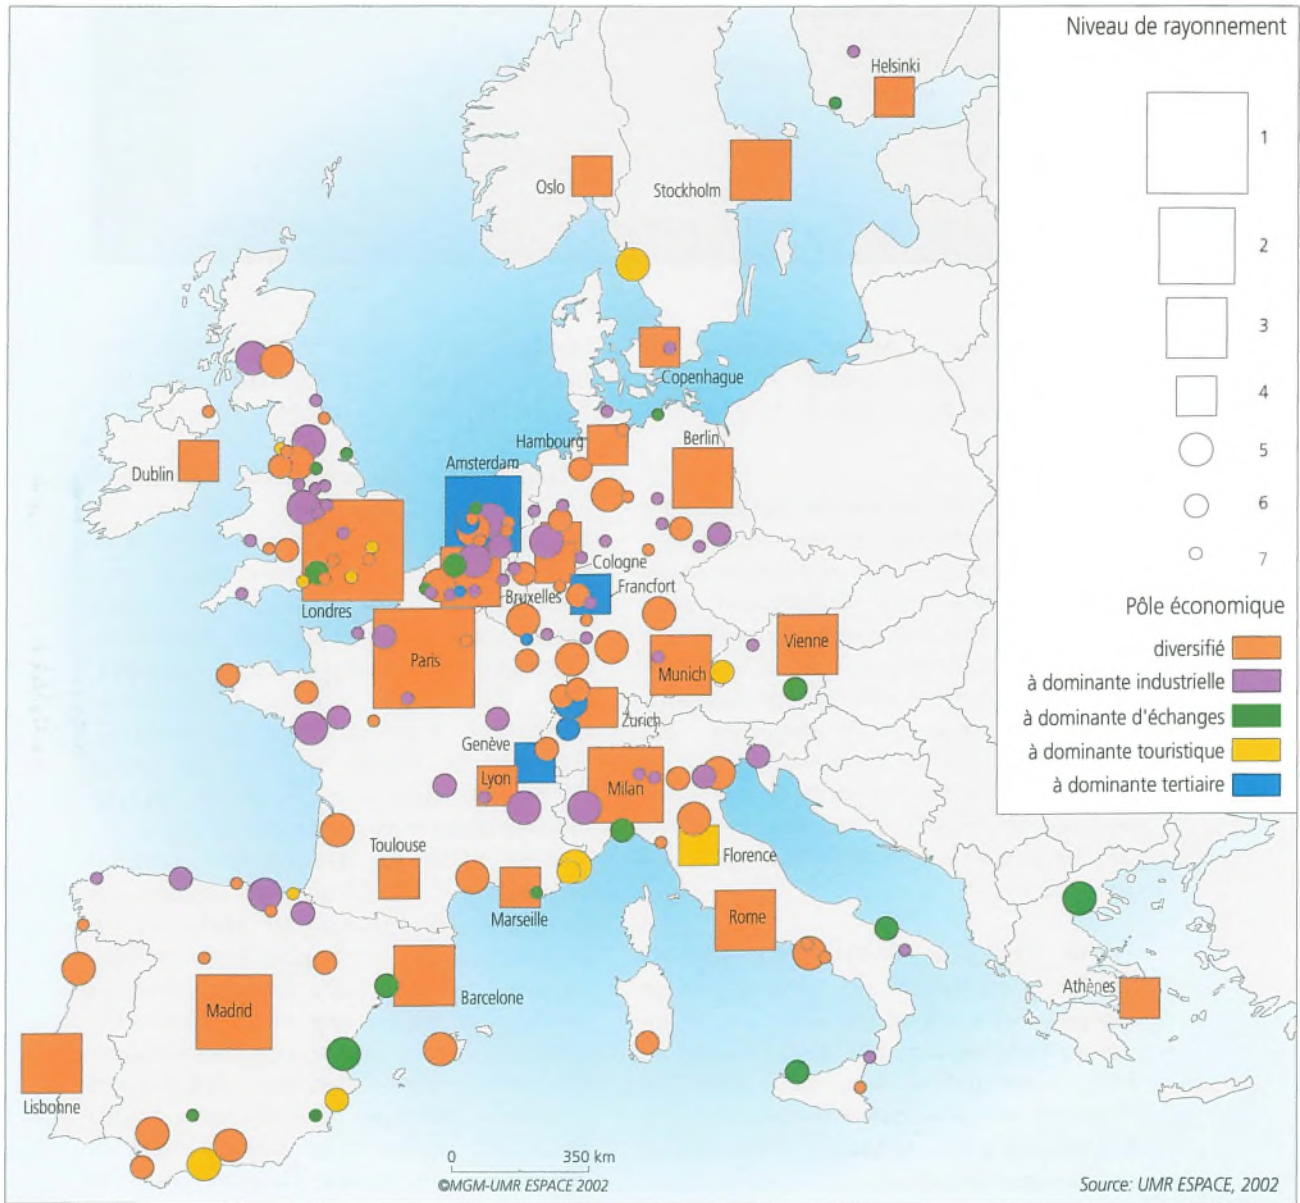 Niveau de rayonnement
1
2
3
4
5
6
7
Pôle économique
diversifié
à dominante industrielle
à dominante d'échanges
à dominante touristique
à dominante tertiaire
Helsinki
Oslo
Stockholm
Copenhague
Hambourg
Berlin
Dublin
Amsterdam
Cologne
Francfort
Bruxelles
Londres
Paris
Vienne
Munich
Zurich
Genève
Lyon
Milan
Toulouse
Florence
Marseille
Rome
Barcelone
Madrid
Athènes
Lisbonne
0 350 km
©MGM-UMR ESPACE 2002
Source: UMR ESPACE, 2002